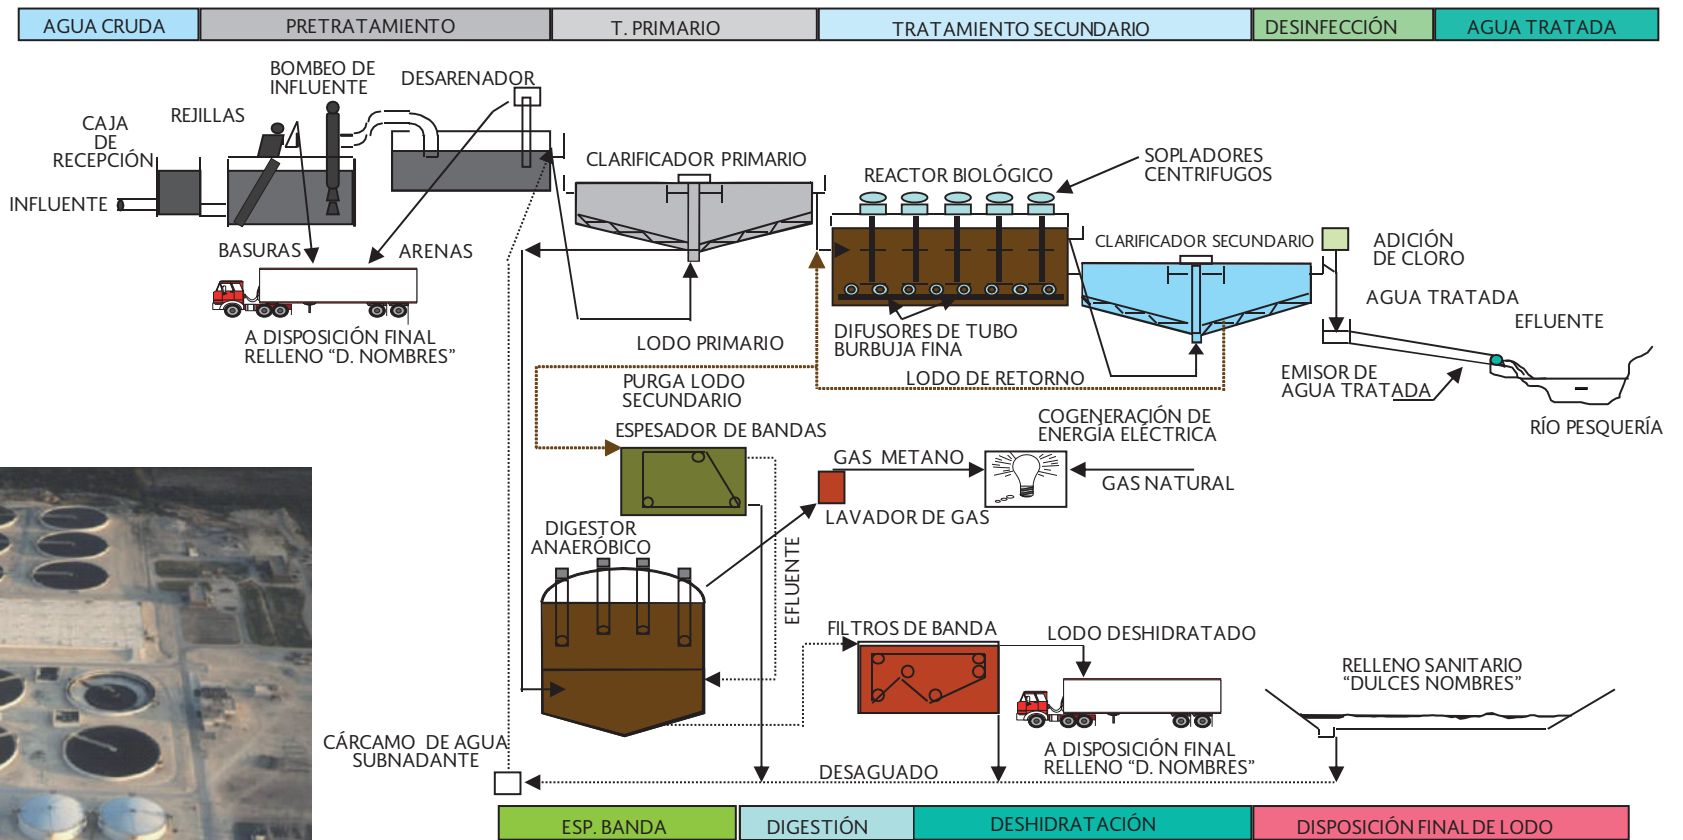 AGUA CRUDA
PRETRATAMIENTO
T. PRIMARIO
TRATAMIENTO SECUNDARIO
DESINFECCIÓN
AGUA TRATADA
BOMBEO DE
INFLUENTE
DESARENADOR
REJILLAS
CAJA
DE
RECEPCIÓN
INFLUENTE
BASURAS
ARENAS
A DISPOSICIÓN FINAL
RELLENO “D. NOMBRES”
CLARIFICADOR PRIMARIO
LODO PRIMARIO
REACTOR BIOLÓGICO
SOPLADORES
CENTRIFUGOS
CLARIFICADOR SECUNDARIO
DIFUSORES DE TUBO
BURBUJA FINA
LODO DE RETORNO
ADICIÓN
DE CLORO
AGUA TRATADA
EFLUENTE
EMISOR DE
AGUA TRATADA
RÍO PESQUERÍA
PURGA LODO
SECUNDARIO
ESPESADOR DE BANDAS
COGENERACIÓN DE
ENERGÍA ELÉCTRICA
GAS METANO
GAS NATURAL
LAVADOR DE GAS
DIGESTOR
ANAERÓBICO
EFLUENTE
FILTROS DE BANDA
LODO DESHIDRATADO
RELLENO SANITARIO
“DULCES NOMBRES”
A DISPOSICIÓN FINAL
RELLENO “D. NOMBRES”
CÁRCAMO DE AGUA
SUBNADANTE
DESAGUADO
ESP. BANDA
DIGESTIÓN
DESHIDRATACIÓN
DISPOSICIÓN FINAL DE LODO